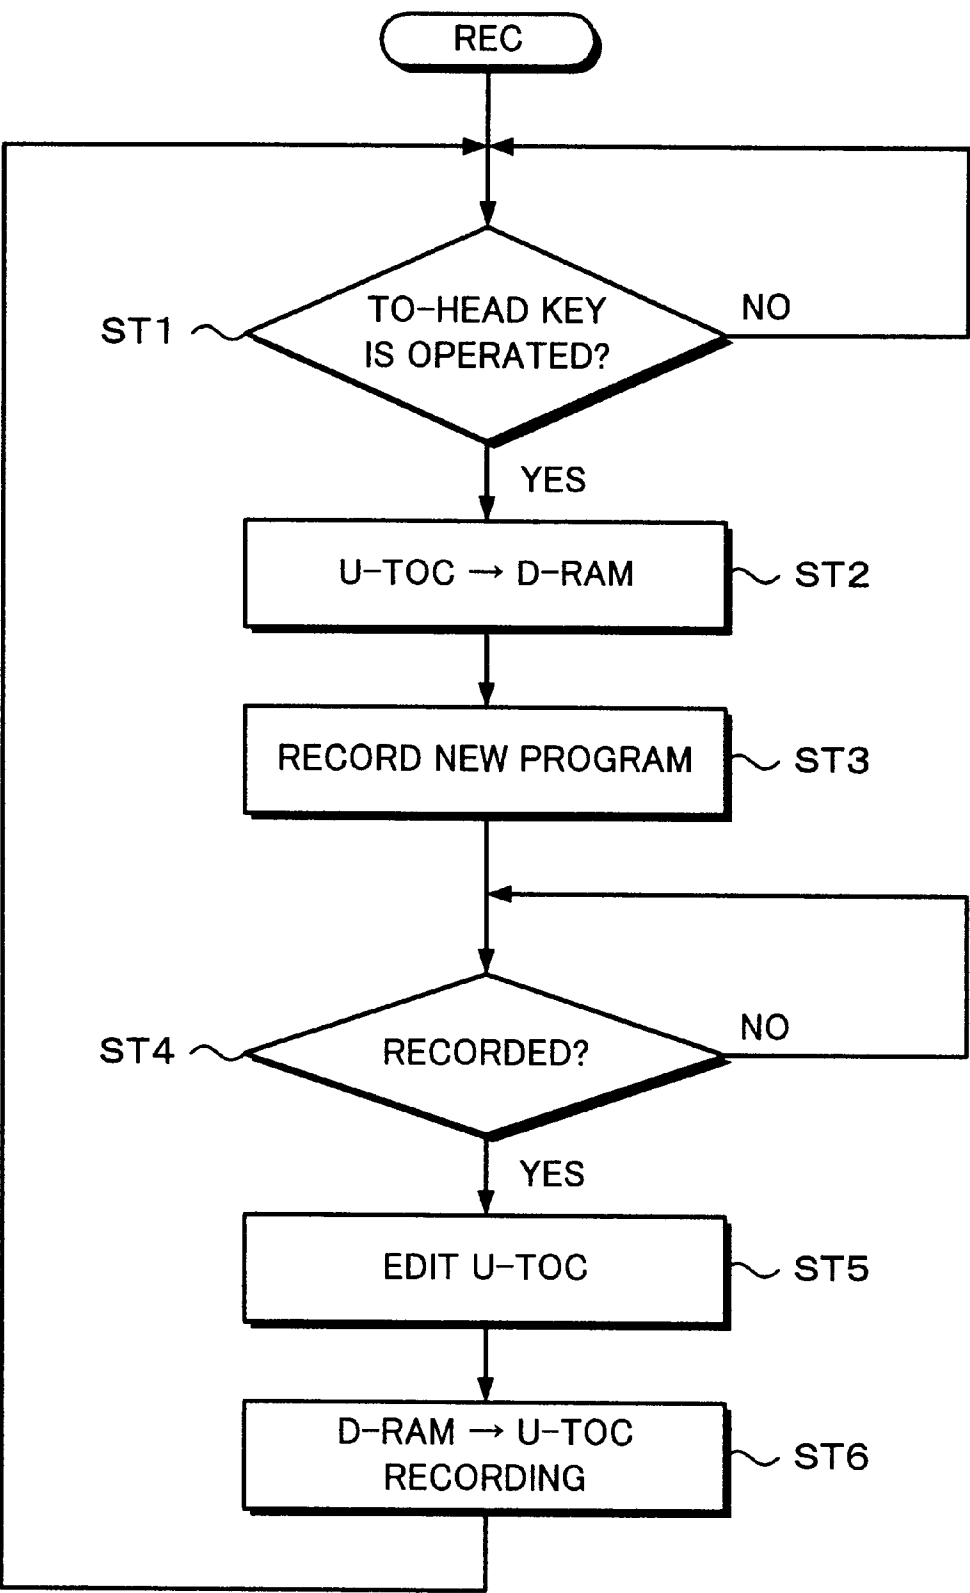 REC
TO-HEAD KEY
IS OPERATED?
ST1
NO
YES
U-TOC → D-RAM
ST2
RECORD NEW PROGRAM
ST3
RECORDED?
ST4
NO
YES
EDIT U-TOC
ST5
D-RAM → U-TOC
RECORDING
ST6